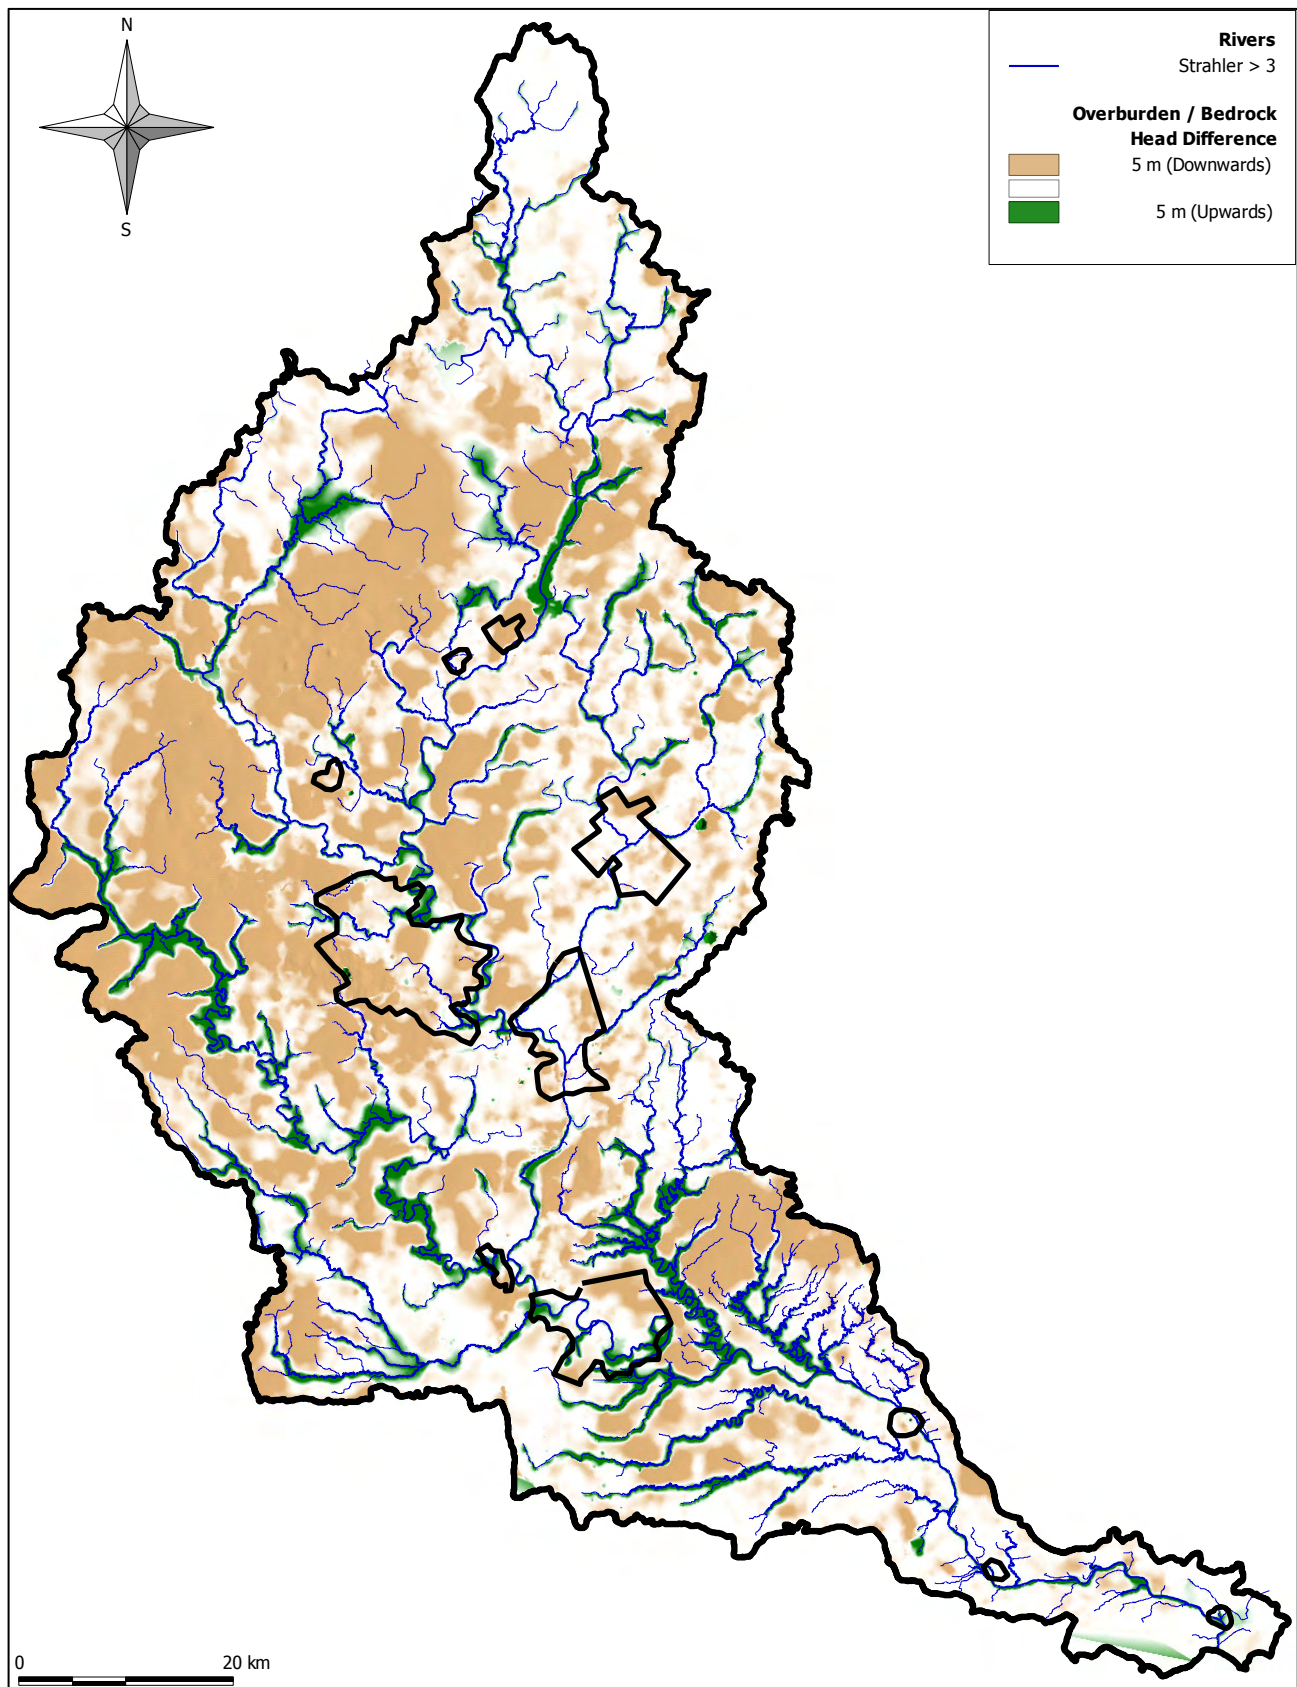 N
S
Rivers
Strahler > 3
Overburden / Bedrock
Head Difference
5 m (Downwards)
5 m (Upwards)
0 20 km